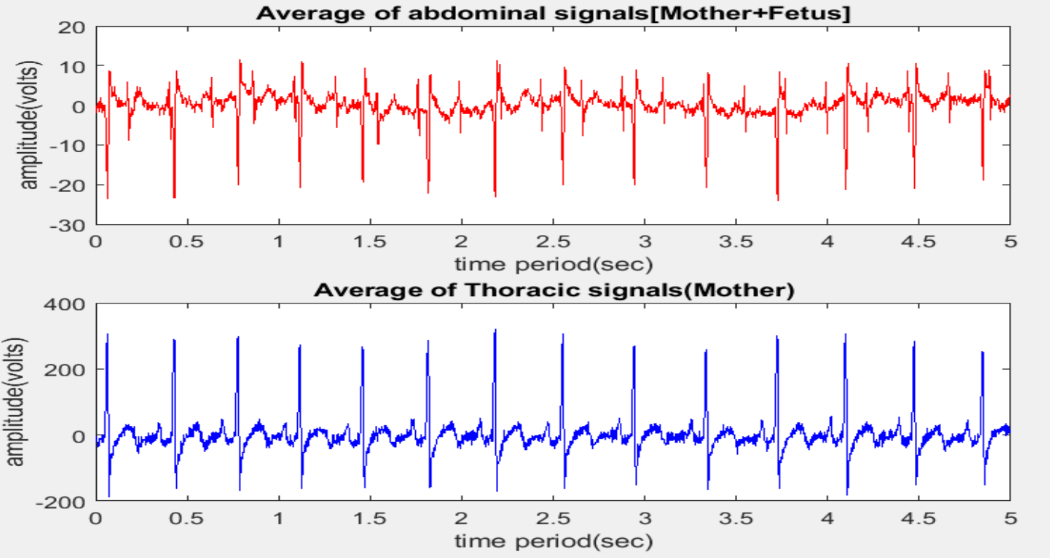 Average of abdominal signals[Mother+Fetus]
20
10
0
-10
-20
-30
amplitude(volts)
0 0.5 1 1.5 2 2.5 3 3.5 4 4.5 5
time period(sec)
Average of Thoracic signals(Mother)
400
200
0
-200
amplitude(volts)
0 0.5 1 1.5 2 2.5 3 3.5 4 4.5 5
time period(sec)